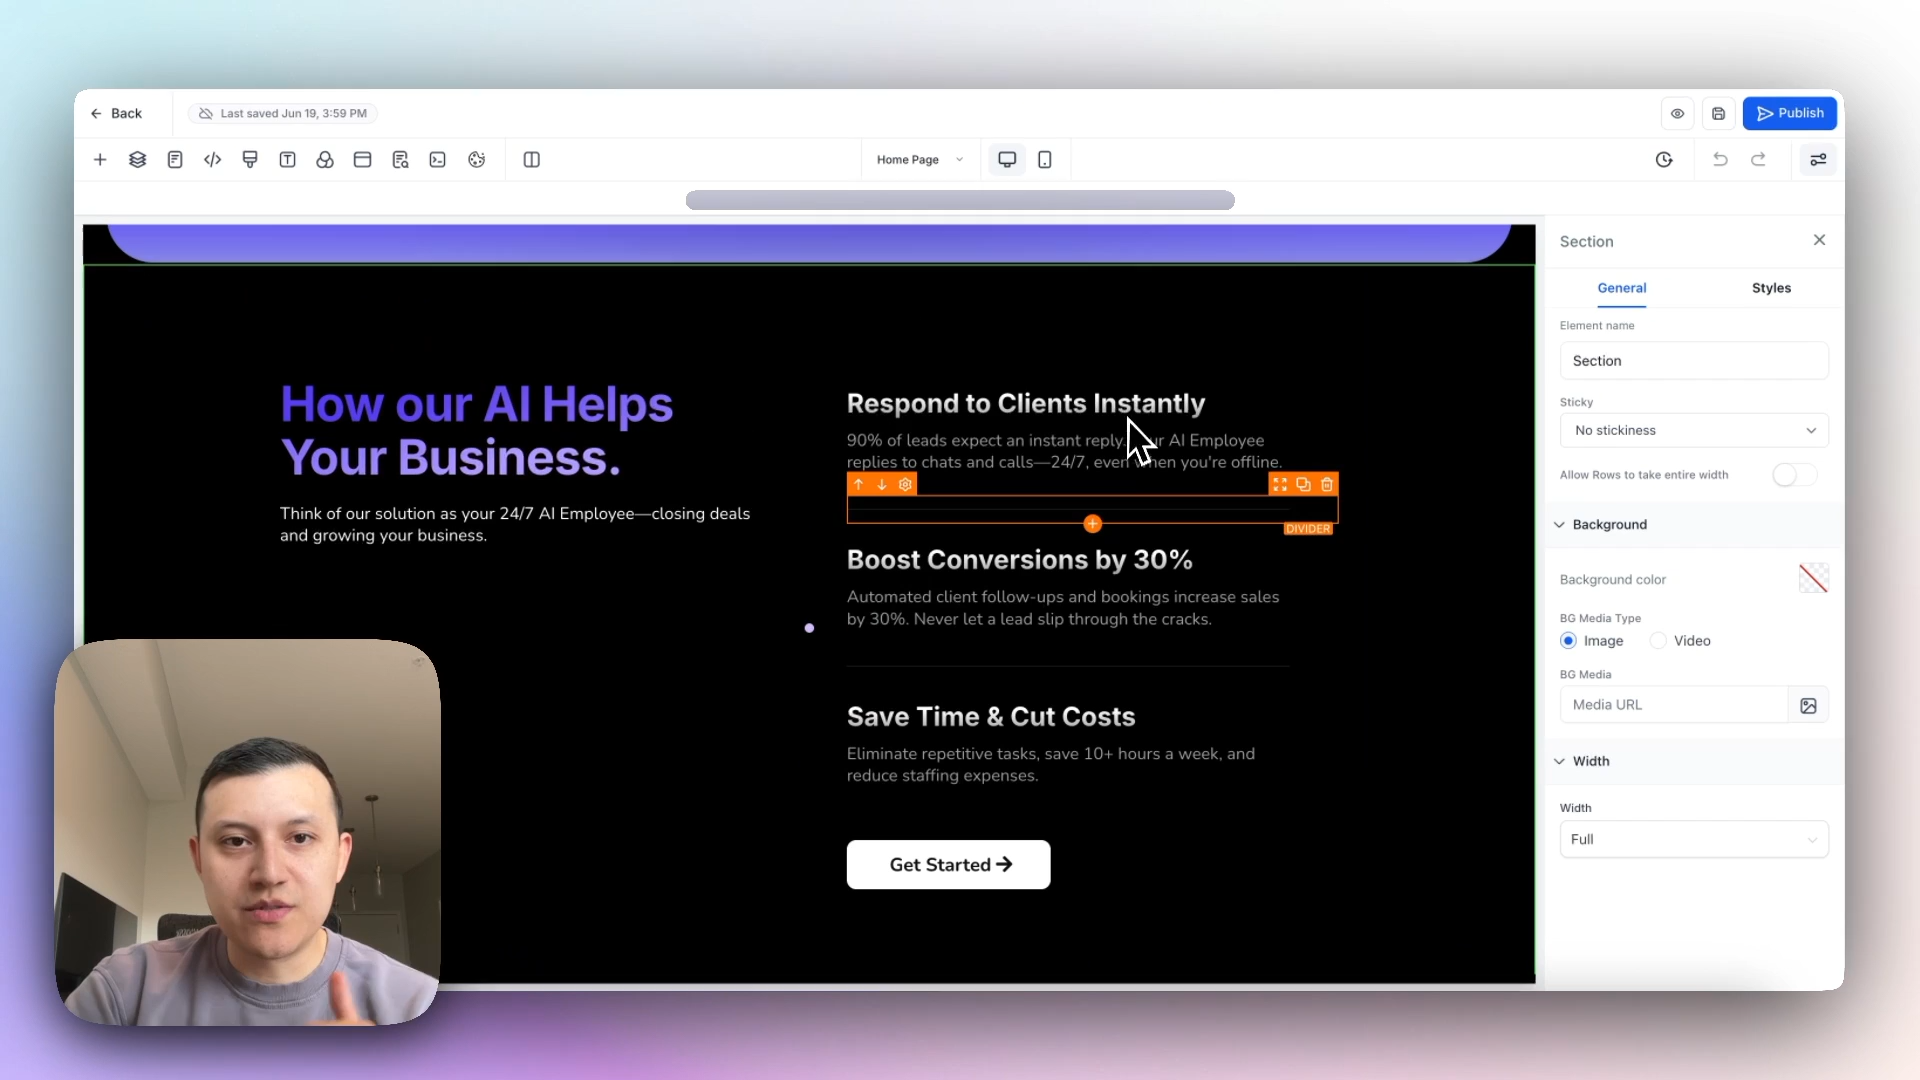 Back
Last saved Jun 19, 3:59 PM
Publish
Home Page
Section
General
Styles
Element name
Section
Sticky
No stickiness
Allow Rows to take entire width
Background
Background color
BG Media Type
Image
Video
BG Media
Media URL
Width
Width
Full
How our AI Helps
Your Business.
Think of our solution as your 24/7 AI Employee—closing deals
and growing your business.
Respond to Clients Instantly
90% of leads expect an instant reply. AI Employee
replies to chats and calls—24/7, even when you're offline.
DIVIDER
Boost Conversions by 30%
Automated client follow-ups and bookings increase sales
by 30%. Never let a lead slip through the cracks.
Save Time & Cut Costs
Eliminate repetitive tasks, save 10+ hours a week, and
reduce staffing expenses.
Get Started